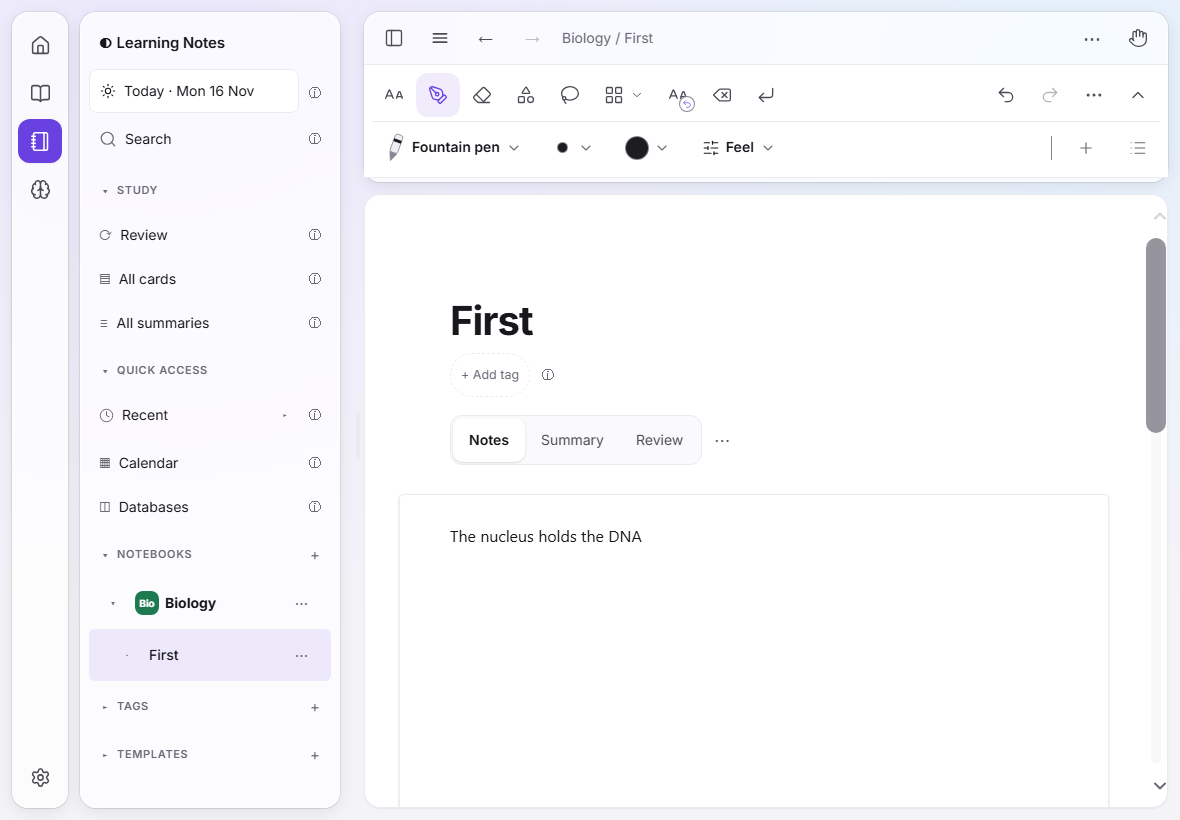 Learning Notes
Today · Mon 16 Nov
Search
STUDY
Review
All cards
All summaries
QUICK ACCESS
Recent
Calendar
Databases
NOTEBOOKS
Bio Biology
First
TAGS
TEMPLATES
Biology / First
AA
AA
Fountain pen
Feel
First
+ Add tag
Notes Summary Review
The nucleus holds the DNA